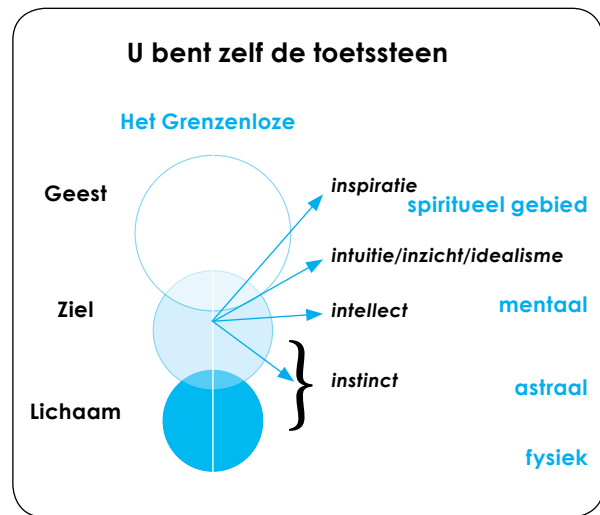 U bent zelf de toetssteen
Het Grenzenloze
Geest
inspiratie
spiritueel gebied
intuitie/inzicht/idealisme
Ziel
intellect
mentaal
instinct
astraal
Lichaam
fysiek